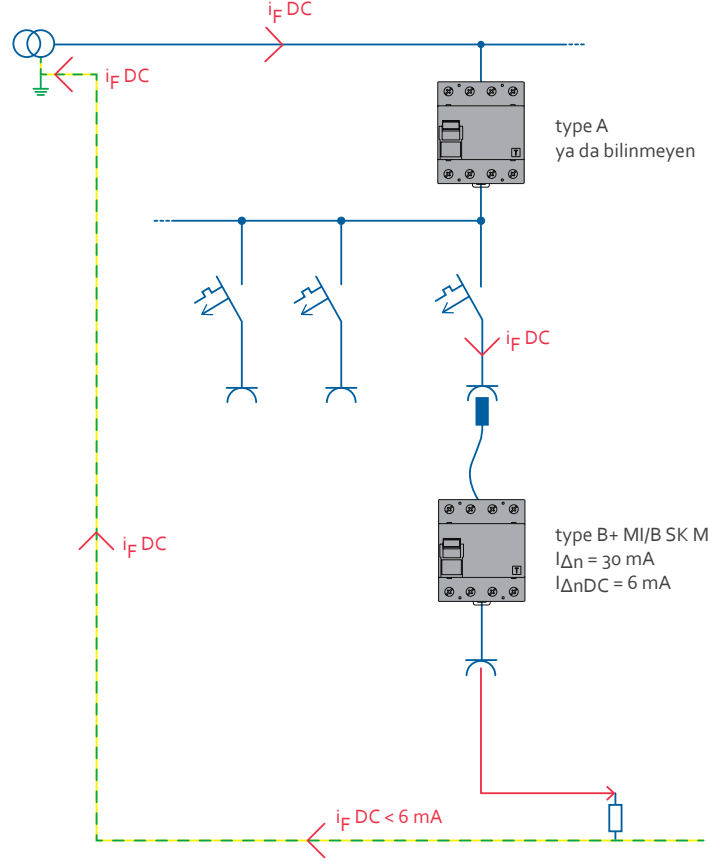 iF DC
iF DC
type A
ya da bilinmeyen
T
iF DC
iF DC
type B+ MI/B SK M
IΔn = 30 mA
IΔnDC = 6 mA
T
iF DC < 6 mA